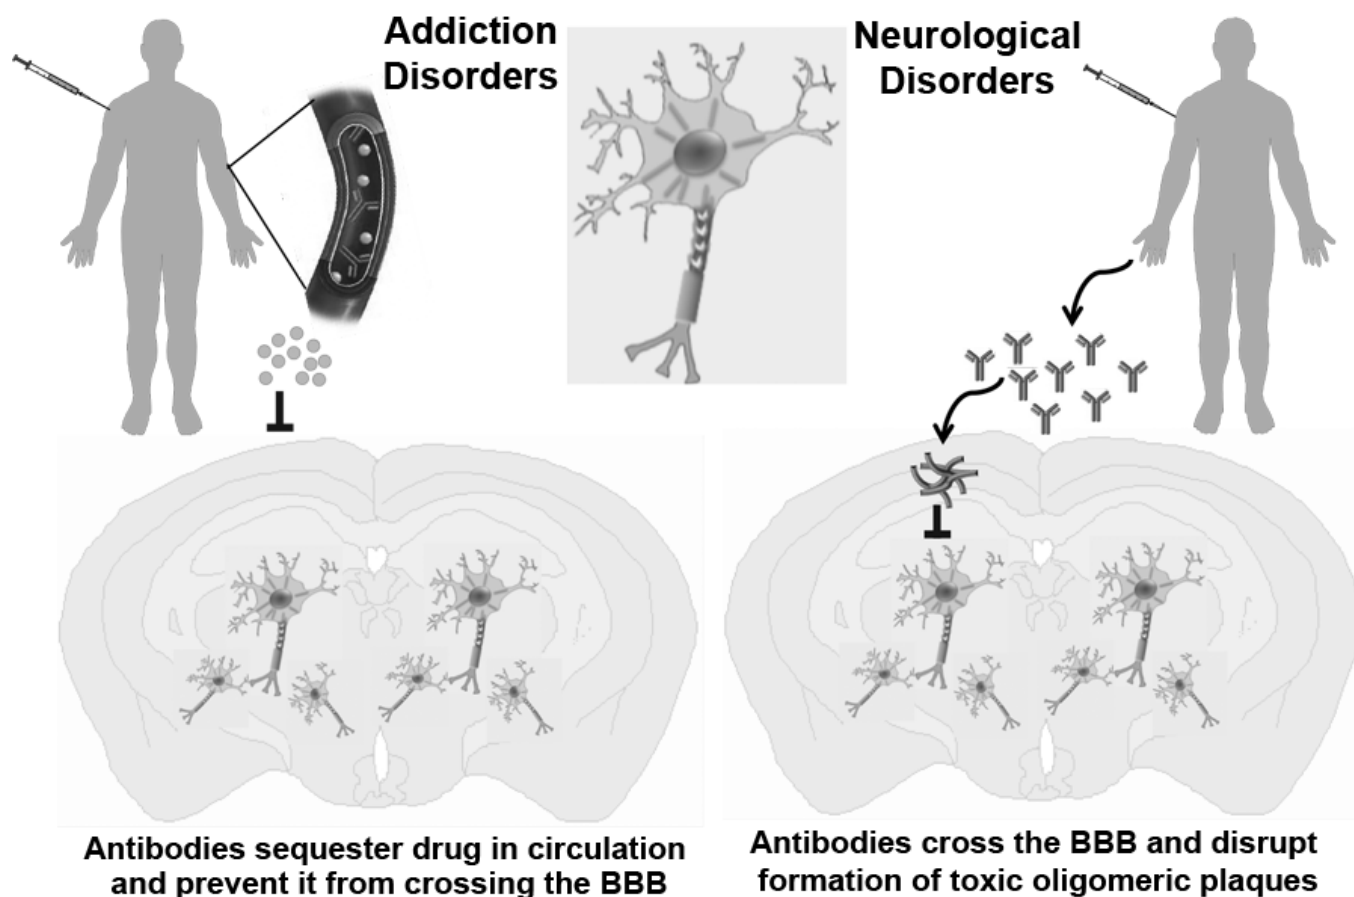 Addiction
Disorders
Neurological
Disorders
Antibodies sequester drug in circulation
and prevent it from crossing the BBB
Antibodies cross the BBB and disrupt
formation of toxic oligomeric plaques